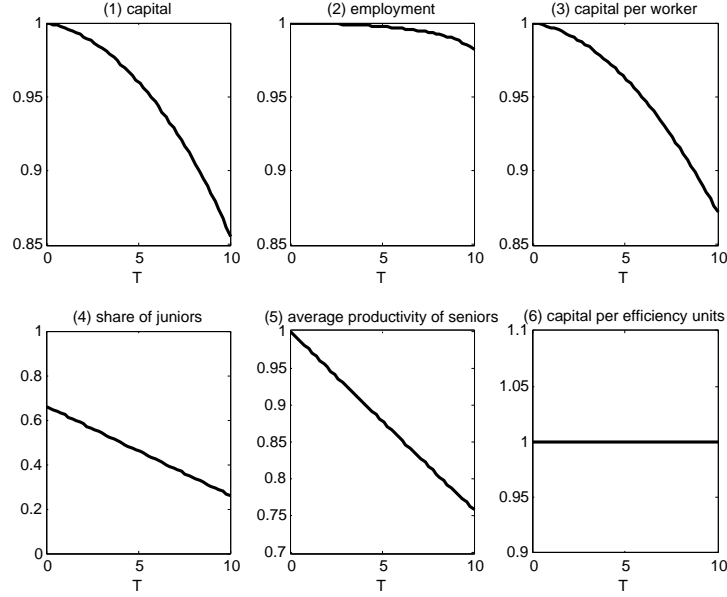 (1) capital
1
0.95
0.9
0.85
0 5 10
T
(2) employment
1
0.95
0.9
0.85
0 5 10
T
(3) capital per worker
1
0.95
0.9
0.85
0 5 10
T
(4) share of juniors
1
0.8
0.6
0.4
0.2
0
0 5 10
T
(5) average productivity of seniors
1
0.95
0.9
0.85
0.8
0.75
0.7
0 5 10
T
(6) capital per efficiency units
1.1
1.05
1
0.95
0.9
0 5 10
T